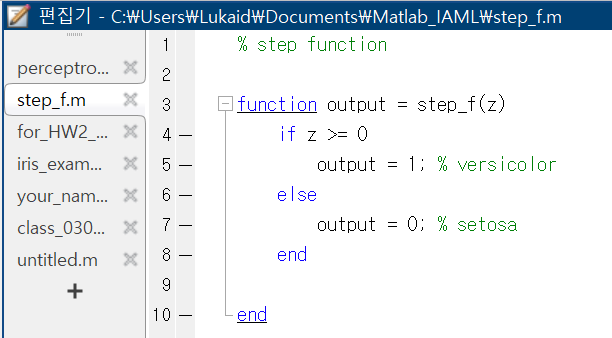 편집기 - C:₩Users₩Lukaid₩Documents₩Matlab_IAML₩step_f.m
perceptro...
step_f.m
for_HW2_...
iris_exam...
your_nam...
class_030...
untitled.m
1 % step function
2
3 function output = step_f(z)
4 if z >= 0
5 output = 1; % versicolor
6 else
7 output = 0; % setosa
8 end
9
10 end